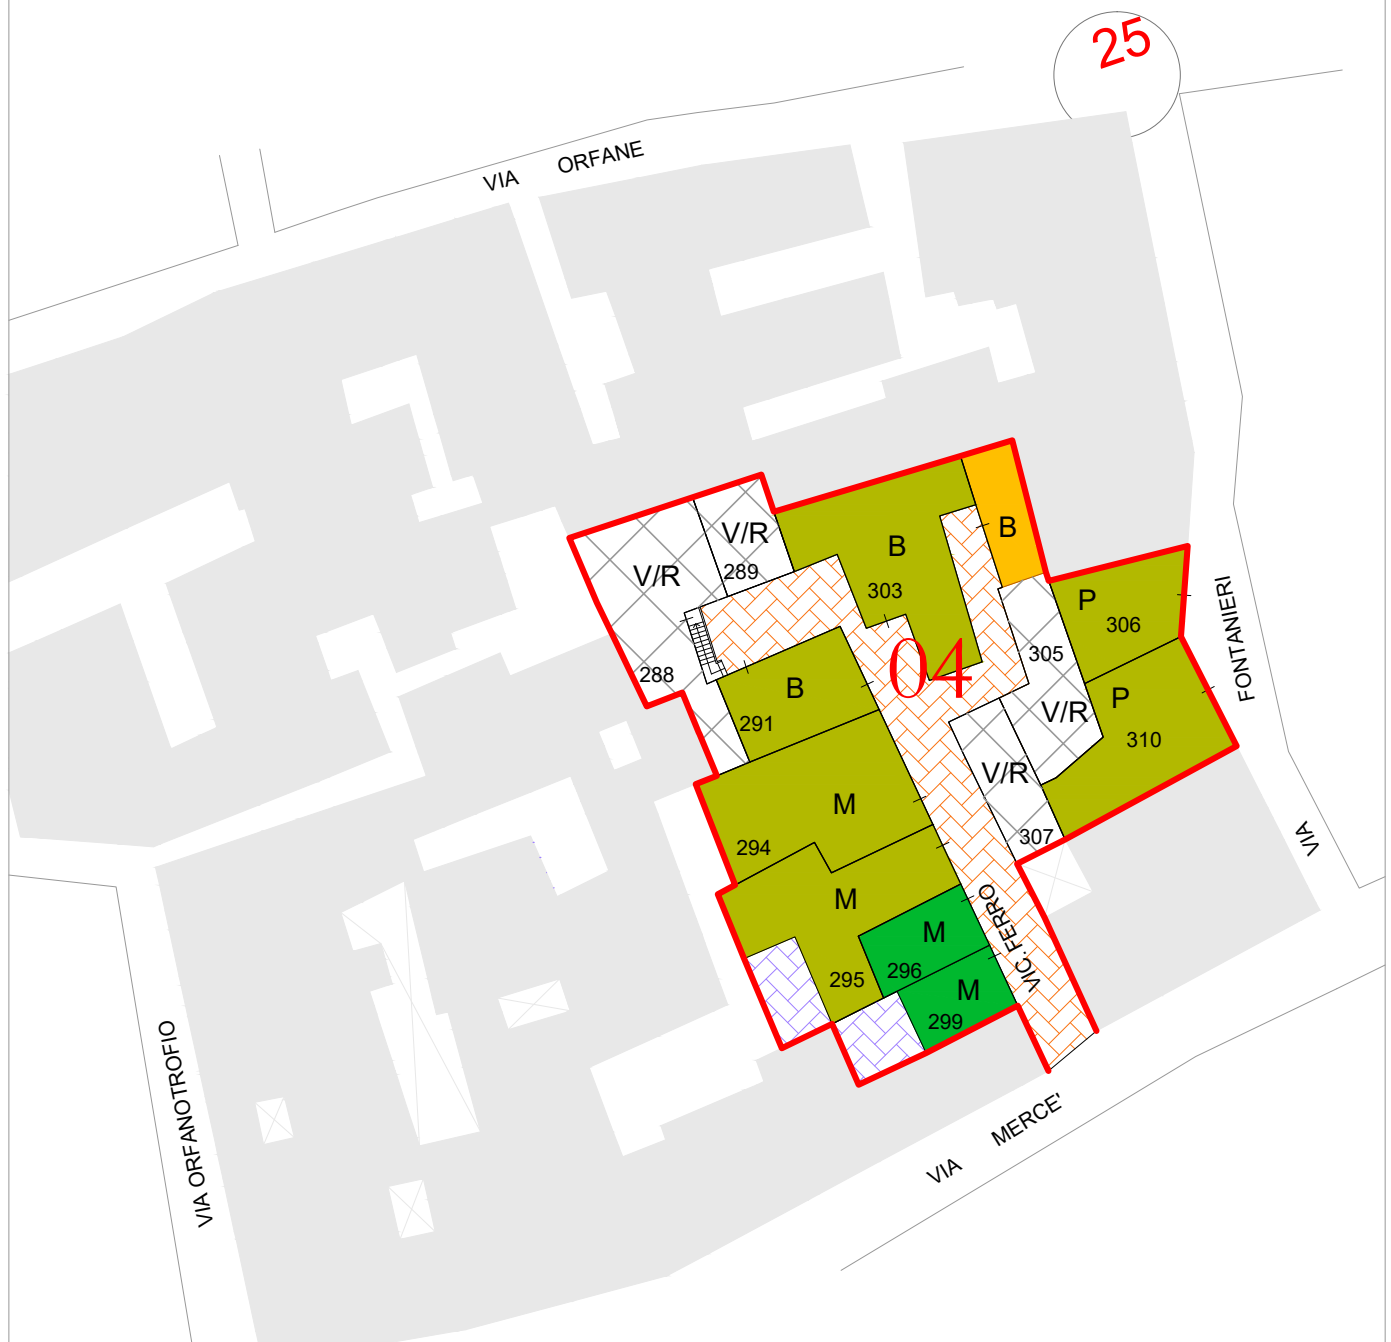 25
VIA ORFANE
V/R
289
V/R
288
B
303
B
P
306
305
V/R
P
310
04
B
291
V/R
307
M
294
M
295
M
296
M
299
VIC. FERRO
FONTANIERI
VIA
VIA ORFANOTROFIO
VIA MERCE'